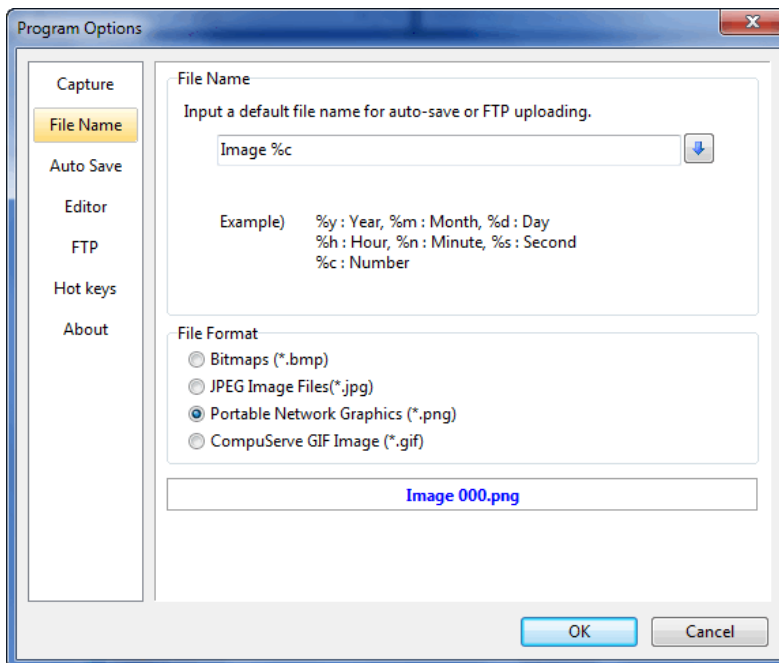 Program Options
Capture
File Name
Auto Save
Editor
FTP
Hot keys
About
File Name
Input a default file name for auto-save or FTP uploading.
Image %c
Example) %y : Year, %m : Month, %d : Day
%h : Hour, %n : Minute, %s : Second
%c : Number
File Format
Bitmaps (*.bmp)
JPEG Image Files(*.jpg)
Portable Network Graphics (*.png)
CompuServe GIF Image (*.gif)
Image 000.png
OK Cancel